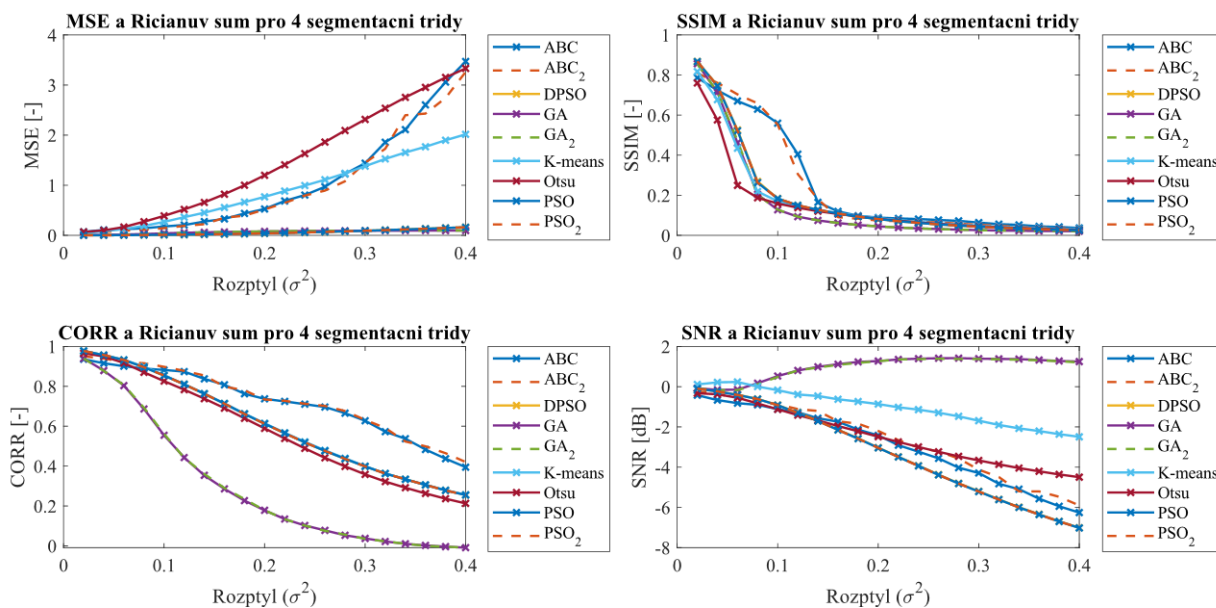 MSE a Ricianuv sum pro 4 segmentacni tridy
4
3
2
1
0
MSE [-]
0
0.1
0.2
0.3
0.4
Rozptyl (σ²)
ABC
ABC₂
DPSO
GA
GA₂
K-means
Otsu
PSO
PSO₂
SSIM a Ricianuv sum pro 4 segmentacni tridy
1
0.8
0.6
0.4
0.2
0
SSIM [-]
0
0.1
0.2
0.3
0.4
Rozptyl (σ²)
ABC
ABC₂
DPSO
GA
GA₂
K-means
Otsu
PSO
PSO₂
CORR a Ricianuv sum pro 4 segmentacni tridy
1
0.8
0.6
0.4
0.2
0
CORR [-]
0
0.1
0.2
0.3
0.4
Rozptyl (σ²)
ABC
ABC₂
DPSO
GA
GA₂
K-means
Otsu
PSO
PSO₂
SNR a Ricianuv sum pro 4 segmentacni tridy
2
0
-2
-4
-6
-8
SNR [dB]
0
0.1
0.2
0.3
0.4
Rozptyl (σ²)
ABC
ABC₂
DPSO
GA
GA₂
K-means
Otsu
PSO
PSO₂